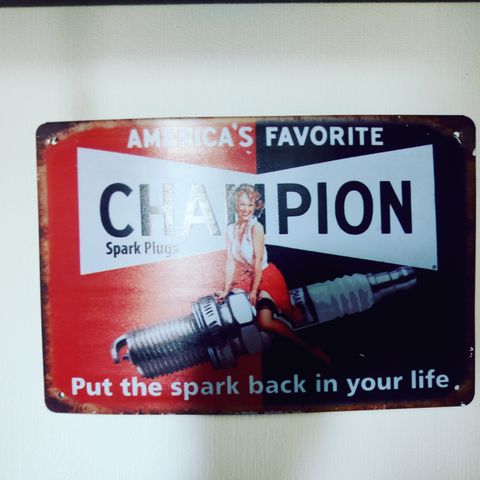 AMERICA'S FAVORITE
CHAMPION
Spark Plugs
Put the spark back in your life.